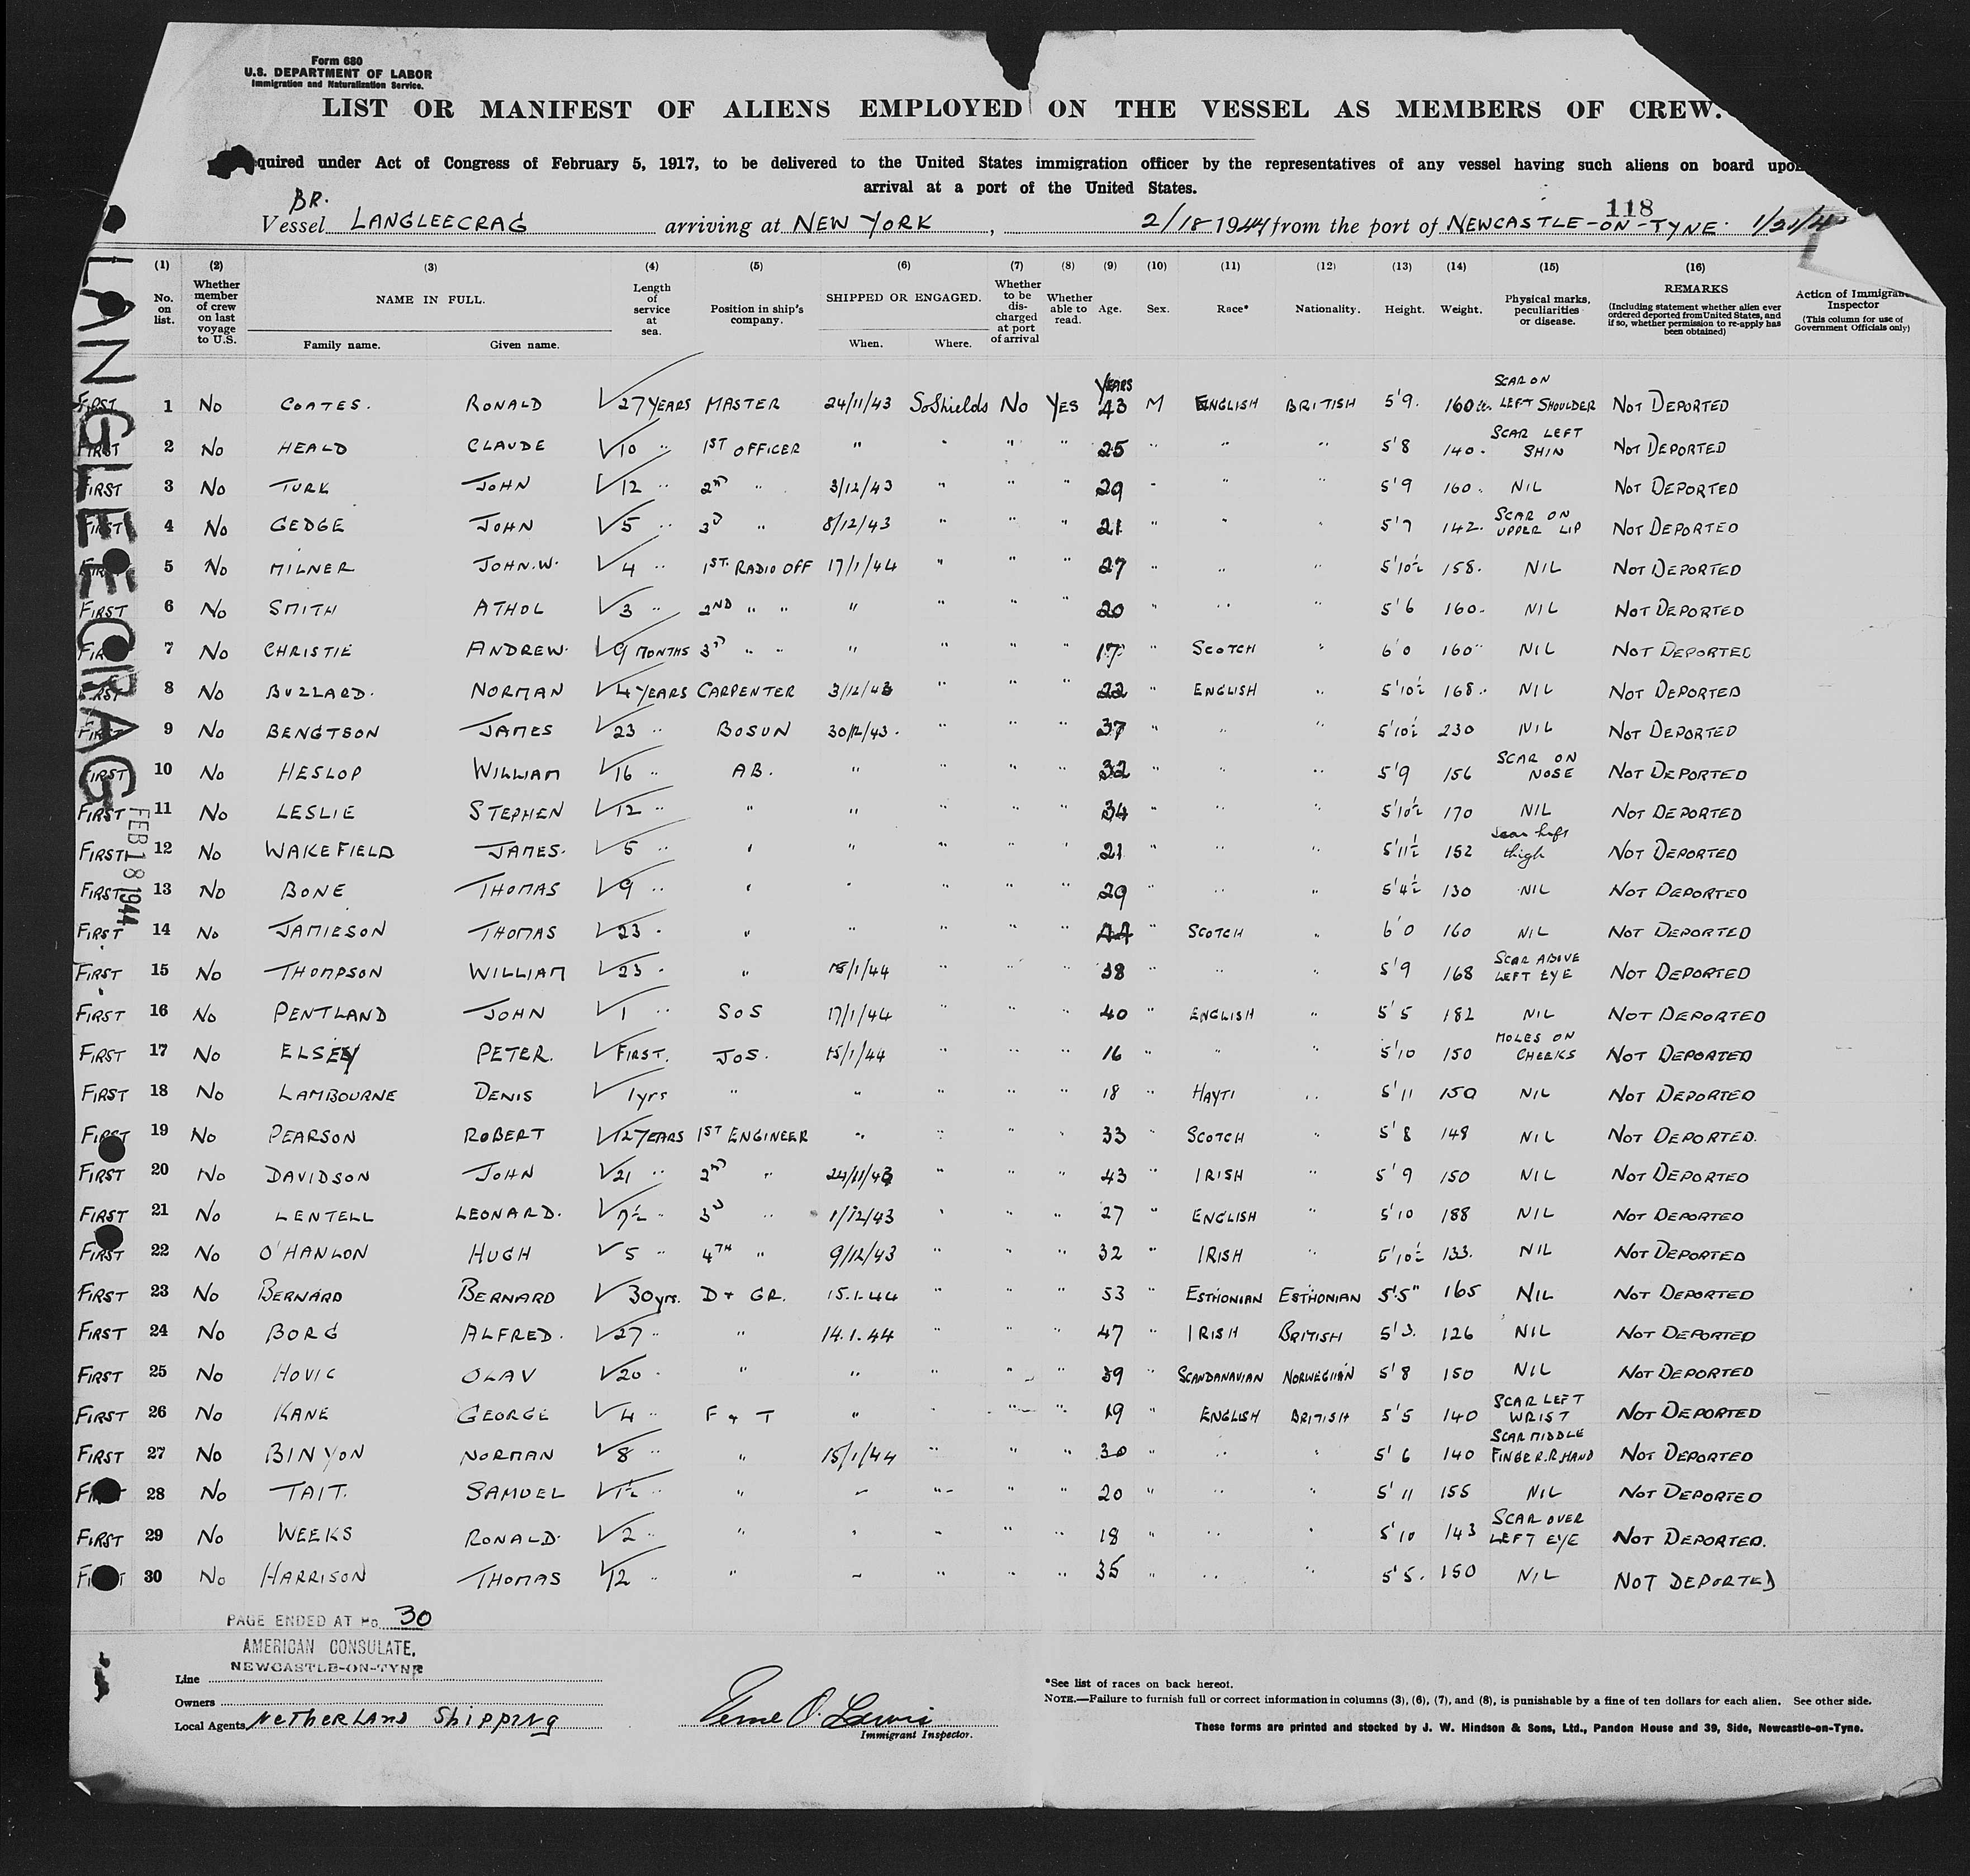 Form 680
U.S. DEPARTMENT OF LABOR
Immigration and Naturalization Service.
LIST OR MANIFEST OF ALIENS EMPLOYED ON THE VESSEL AS MEMBERS OF CREW.
quired under Act of Congress of February 5, 1917, to be delivered to the United States immigration officer by the representatives of any vessel having such aliens on board upon
arrival at a port of the United States.
118
BR.
Vessel LANGLEECRAG arriving at NEW YORK, 2/18 1944 from the port of NEWCASTLE-ON-TYNE.
LANGLEECRAG
FEB 18 1944
(1) (2) (3) (4) (5) (6) (7) (8) (9) (10) (11) (12) (13) (14) (15) (16)
No. on list. Whether member of crew on last voyage to U.S. NAME IN FULL. Family name. Given name. Length of service at sea. Position in ship's company. SHIPPED OR ENGAGED. When. Where. Whether to be discharged at port of arrival Whether able to read. Age. Sex. Race* Nationality. Height. Weight. Physical marks, peculiarities or disease. REMARKS (Including statement whether alien ever ordered deported from United States, and if so, whether permission to re-apply has been obtained) Action of Immigrant Inspector (This column for use of Government Officials only)
FIRST 1 No COATES. RONALD 27 YEARS MASTER 24/11/43 So Shields No YES YEARS 43 M ENGLISH BRITISH 5'9. 160 SCAR ON LEFT SHOULDER NOT DEPORTED
FIRST 2 No HEALD CLAUDE 10 " 1ST OFFICER " " " " 25 " " " 5'8 140. SCAR LEFT SHIN NOT DEPORTED
FIRST 3 No TURK JOHN 12 " 2ND " 3/12/43 " " " 29 " " " 5'9 160. NIL NOT DEPORTED
FIRST 4 No GEDGE JOHN 5 " 3D " 8/12/43 " " " 21 " " " 5'7 142. SCAR ON UPPER LIP NOT DEPORTED
FIRST 5 No MILNER JOHN.W. 4 " 1ST. RADIO OFF 17/1/44 " " " 27 " " " 5'10½ 158. NIL NOT DEPORTED
FIRST 6 No SMITH ATHOL 3 " 2ND " " " " " " 20 " " " 5'6 160. NIL NOT DEPORTED
FIRST 7 No CHRISTIE ANDREW. 9 MONTHS 3D " " " " " " 17 " SCOTCH " 6'0 160 NIL NOT DEPORTED
FIRST 8 No BUZZARD. NORMAN 4 YEARS CARPENTER 3/12/43 " " " 22 " ENGLISH " 5'10½ 168 NIL NOT DEPORTED
FIRST 9 No BENGTSON JAMES 23 " BOSUN 30/12/43. " " " 37 " " " 5'10½ 230 NIL NOT DEPORTED
FIRST 10 No HESLOP WILLIAM 16 " AB. " " " " 32 " " " 5'9 156 SCAR ON NOSE NOT DEPORTED
FIRST 11 No LESLIE STEPHEN 12 " " " " " " 34 " " " 5'10½ 170 NIL NOT DEPORTED
FIRST 12 No WAKEFIELD JAMES. 5 " " " " " " 21 " " " 5'11½ 152 Scar left thigh NOT DEPORTED
FIRST 13 No BONE THOMAS 9 " " " " " " 29 " " " 5'4½ 130 NIL NOT DEPORTED
FIRST 14 No JAMIESON THOMAS 23 " " " " " " 44 " SCOTCH " 6'0 160 NIL NOT DEPORTED
FIRST 15 No THOMPSON WILLIAM 23 " " 15/1/44 " " " 38 " " " 5'9 168 SCAR ABOVE LEFT EYE NOT DEPORTED
FIRST 16 No PENTLAND JOHN 1 " SOS 17/1/44 " " " 40 " ENGLISH " 5'5 182 NIL NOT DEPORTED
FIRST 17 No ELSEY PETER. FIRST. JOS. 15/1/44 " " " 16 " " " 5'10 150 MOLES ON CHEEKS NOT DEPORTED
FIRST 18 No LAMBOURNE DENIS 1yrs " " " " " 18 " HAYTI " 5'11 150 NIL NOT DEPORTED
FIRST 19 No PEARSON ROBERT 12 YEARS 1ST ENGINEER " " " " 33 " SCOTCH " 5'8 148 NIL NOT DEPORTED.
FIRST 20 No DAVIDSON JOHN 21 " 2ND " 24/11/43 " " " 43 " IRISH " 5'9 150 NIL NOT DEPORTED
FIRST 21 No LENTELL LEONARD. 7½ " 3D " 1/12/43 " " " 27 " ENGLISH " 5'10 188 NIL NOT DEPORTED
FIRST 22 No O'HANLON HUGH 5 " 4TH " 9/12/43 " " " 32 " IRISH " 5'10½ 133. NIL NOT DEPORTED
FIRST 23 No BERNARD BERNARD 30 yrs. D + GR. 15.1.44 " " " 53 " ESTHONIAN ESTHONIAN 5'5" 165 NIL NOT DEPORTED
FIRST 24 No BORG ALFRED. 27 " " 14.1.44 " " " 47 " IRISH BRITISH 5'3. 126 NIL NOT DEPORTED
FIRST 25 No HOVIG OLAV 20 " " " " " " 39 " SCANDANAVIAN NORWEGIAN 5'8 150 NIL NOT DEPORTED
FIRST 26 No KANE GEORGE 4 " F + T " " " " 19 " ENGLISH BRITISH 5'5 140 SCAR LEFT WRIST NOT DEPORTED
FIRST 27 No BINYON NORMAN 8 " " 15/1/44 " " " 30 " " " 5'6 140 SCAR MIDDLE FINGER.R.HAND NOT DEPORTED
FIRST 28 No TAIT. SAMUEL 1½ " " " " " " 20 " " " 5'11 155 NIL NOT DEPORTED
FIRST 29 No WEEKS RONALD. 2 " " " " " " 18 " " " 5'10 143 SCAR OVER LEFT EYE NOT DEPORTED.
FIRST 30 No HARRISON THOMAS 12 " " " " " " 35 " " " 5'5. 150 NIL NOT DEPORTED
PAGE ENDED AT No. 30
AMERICAN CONSULATE,
NEWCASTLE-ON-TYNE
Line
Owners
Local Agents Netherland Shipping
Lewis
Immigrant Inspector.
*See list of races on back hereof.
NOTE.—Failure to furnish full or correct information in columns (3), (6), (7), and (8), is punishable by a fine of ten dollars for each alien. See other side.
These forms are printed and stocked by J. W. Hindson & Sons, Ltd., Pandon House and 39, Side, Newcastle-on-Tyne.